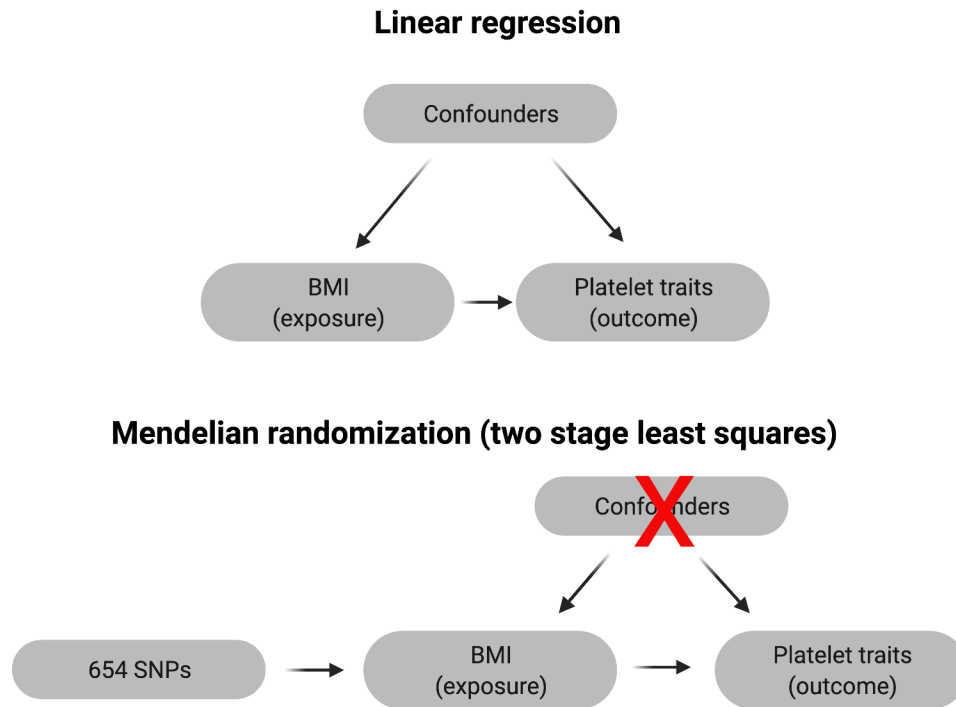 Linear regression
Confounders
BMI
(exposure)
Platelet traits
(outcome)
Mendelian randomization (two stage least squares)
Confounders
X
654 SNPs
BMI
(exposure)
Platelet traits
(outcome)